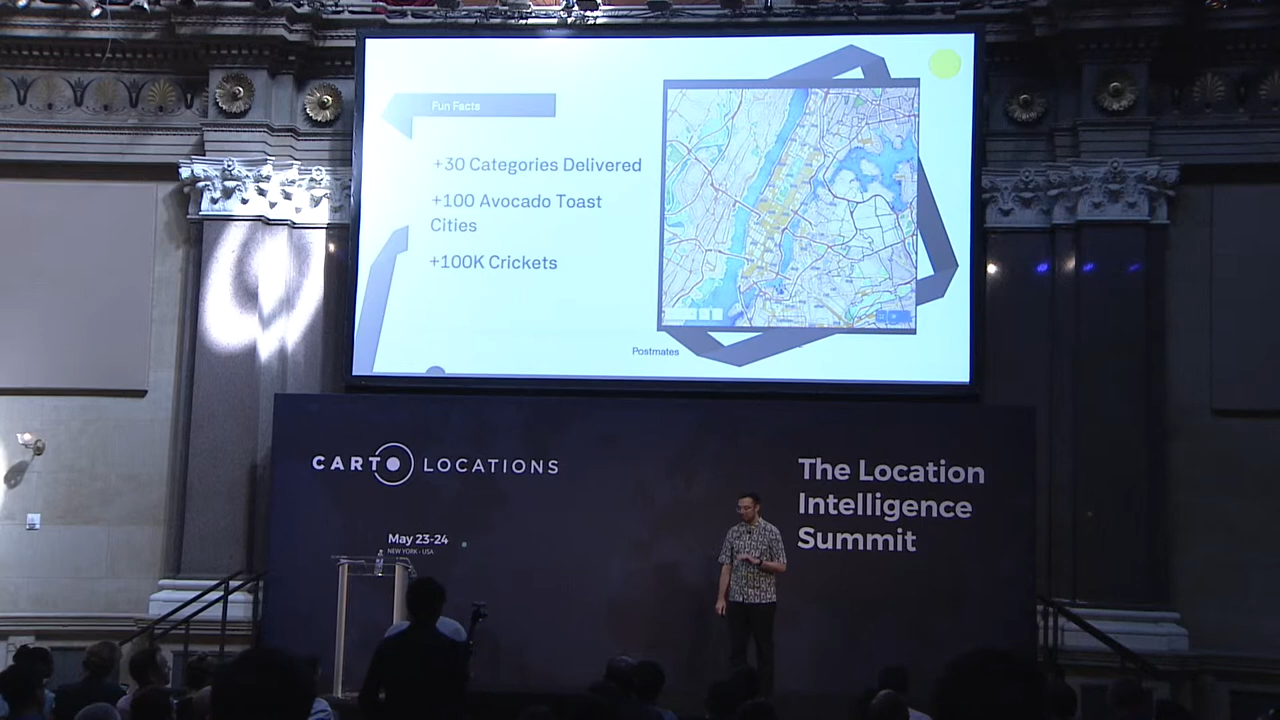 Fun Facts
+30 Categories Delivered
+100 Avocado Toast
Cities
+100K Crickets
Postmates
CARTO LOCATIONS
The Location
Intelligence
Summit
May 23-24
NEW YORK - USA